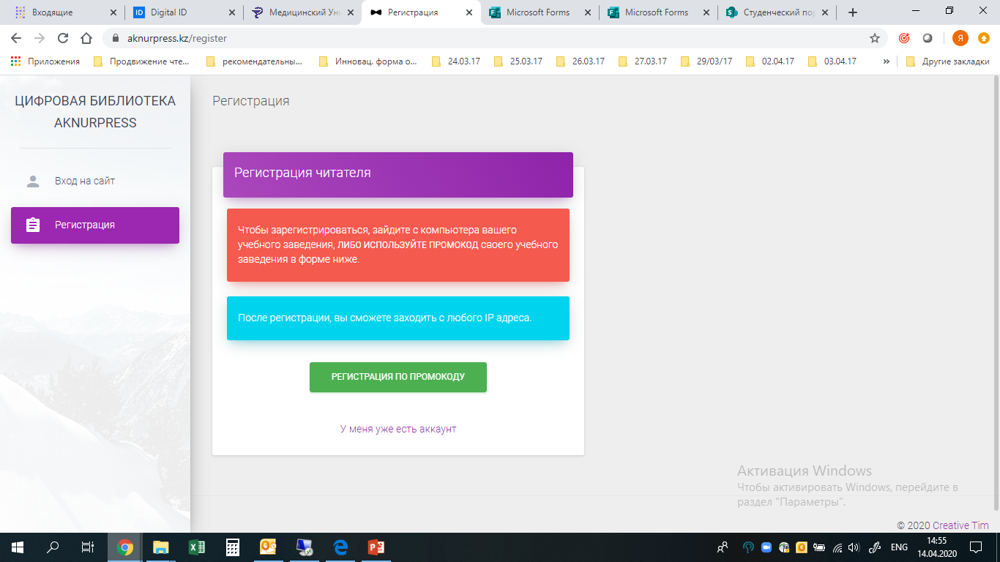 Входящие
Digital ID
Медицинский Уни
Регистрация
Microsoft Forms
Microsoft Forms
Студенческий пор
aknurpress.kz/register
Я
Приложения
Продвижение чте...
рекомендательны...
Инновац. форма о...
24.03.17
25.03.17
26.03.17
27.03.17
29/03/17
02.04.17
03.04.17
»
Другие закладки
ЦИФРОВАЯ БИБЛИОТЕКА
AKNURPRESS
Вход на сайт
Регистрация
Регистрация
Регистрация читателя
Чтобы зарегистрироваться, зайдите с компьютера вашего
учебного заведения, ЛИБО ИСПОЛЬЗУЙТЕ ПРОМОКОД своего учебного
заведения в форме ниже.
После регистрации, вы сможете заходить с любого IP адреса.
РЕГИСТРАЦИЯ ПО ПРОМОКОДУ
У меня уже есть аккаунт
Активация Windows
Чтобы активировать Windows, перейдите в
раздел "Параметры".
© 2020 Creative Tim
ENG
14:55
14.04.2020